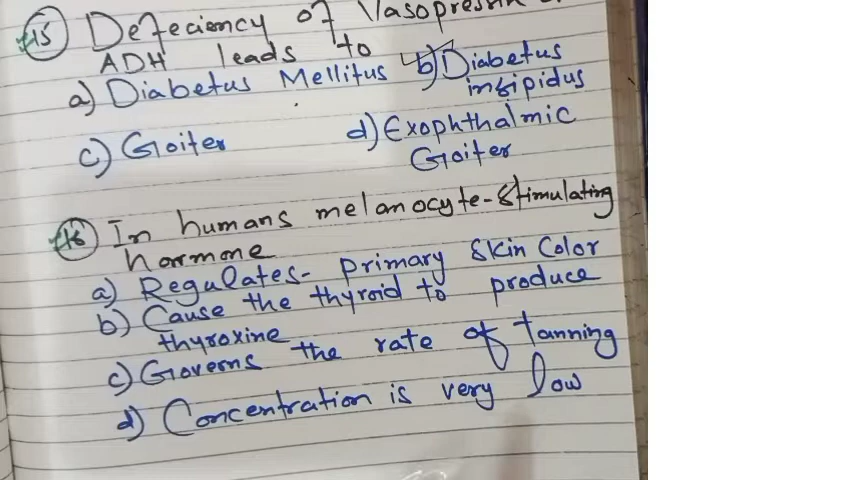 15 Defeciency of Vasopressin
ADH leads to
a) Diabetus Mellitus b) Diabetus
insipidus
c) Goiter d) Exophthalmic
Goiter
16 In humans melanocyte-stimulating
hormone
a) Regulates- primary skin Color
b) Cause the thyroid to produce
thyroxine
c) Governs the rate of tanning
d) Concentration is very low